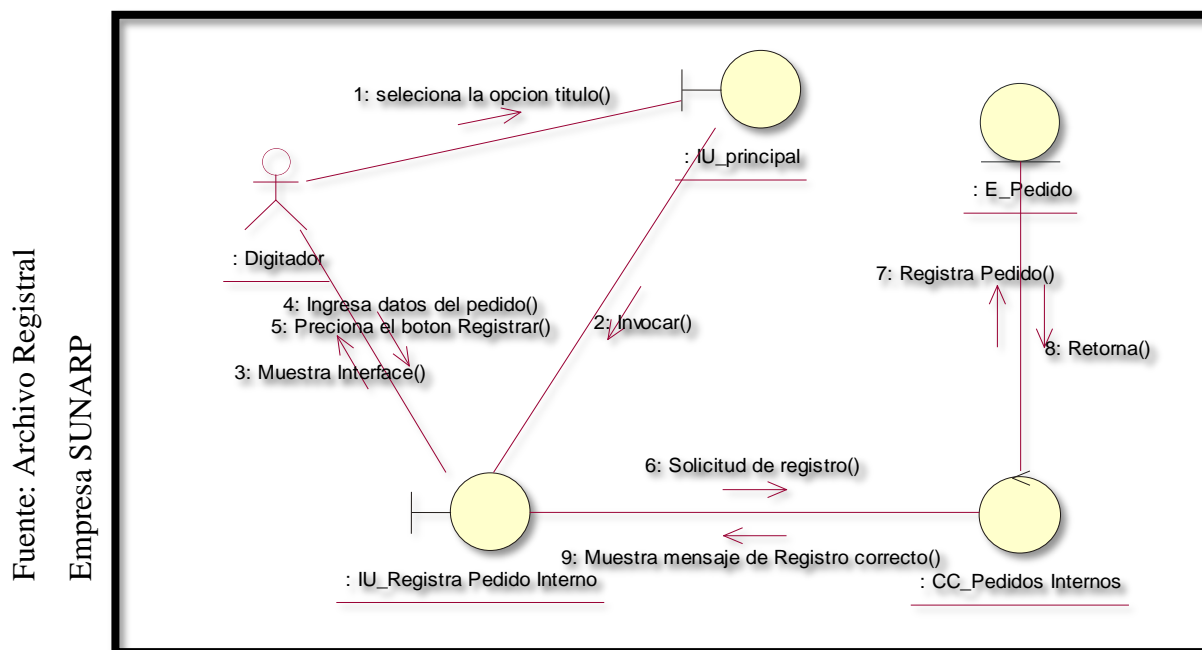 1: seleciona la opcion titulo()
: IU_principal
: E_Pedido
: Digitador
7: Registra Pedido()
4: Ingresa datos del pedido()
5: Preciona el boton Registrar()
2: Invocar()
8: Retorna()
3: Muestra Interface()
6: Solicitud de registro()
9: Muestra mensaje de Registro correcto()
: IU_Registra Pedido Interno
: CC_Pedidos Internos
Fuente: Archivo Registral
Empresa SUNARP